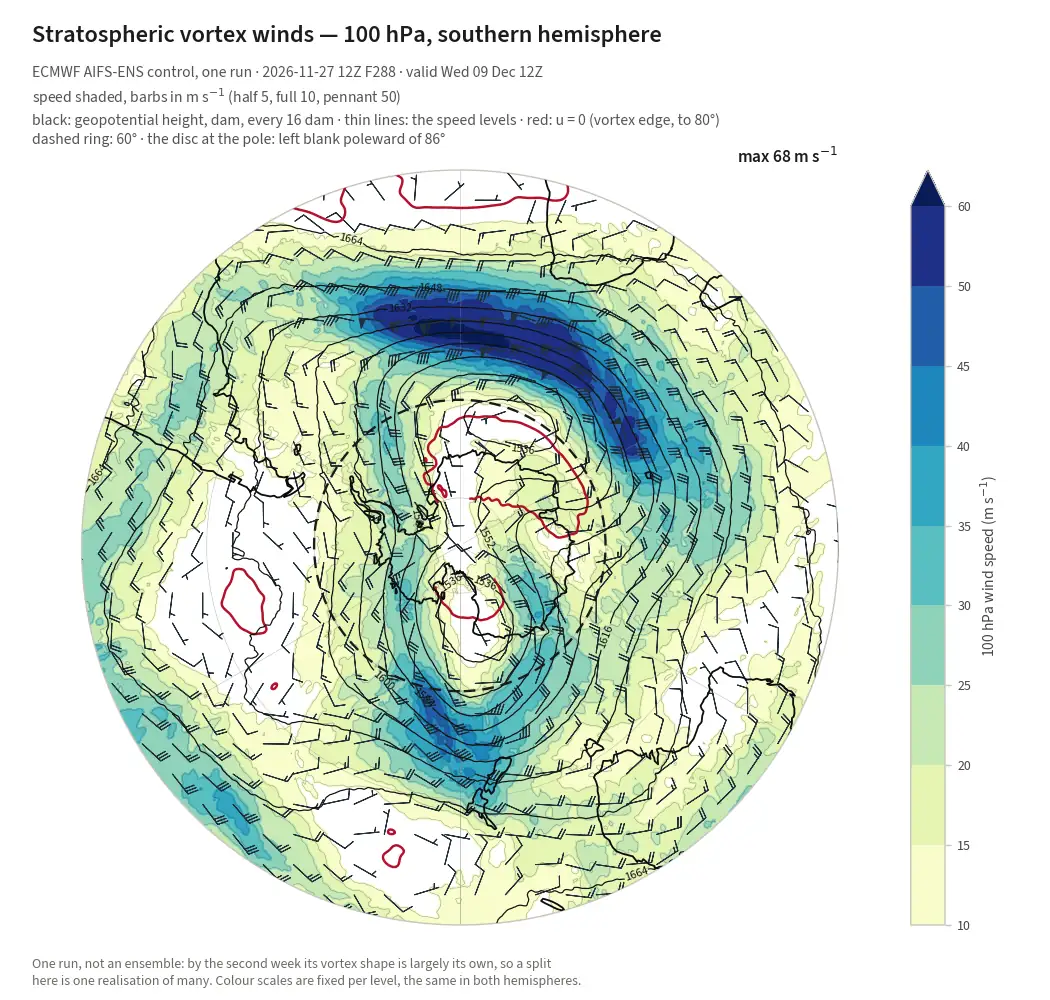 Stratospheric vortex winds — 100 hPa, southern hemisphere
ECMWF AIFS-ENS control, one run · 2026-11-27 12Z F288 · valid Wed 09 Dec 12Z
speed shaded, barbs in m s⁻¹ (half 5, full 10, pennant 50)
black: geopotential height, dam, every 16 dam · thin lines: the speed levels · red: u = 0 (vortex edge, to 80°)
dashed ring: 60° · the disc at the pole: left blank poleward of 86°
max 68 m s⁻¹
1664
1648
1632
1536
1664
1552
1536
1536
1616
1600
1664
60
50
45
40
35
30
25
20
15
10
100 hPa wind speed (m s⁻¹)
One run, not an ensemble: by the second week its vortex shape is largely its own, so a split
here is one realisation of many. Colour scales are fixed per level, the same in both hemispheres.